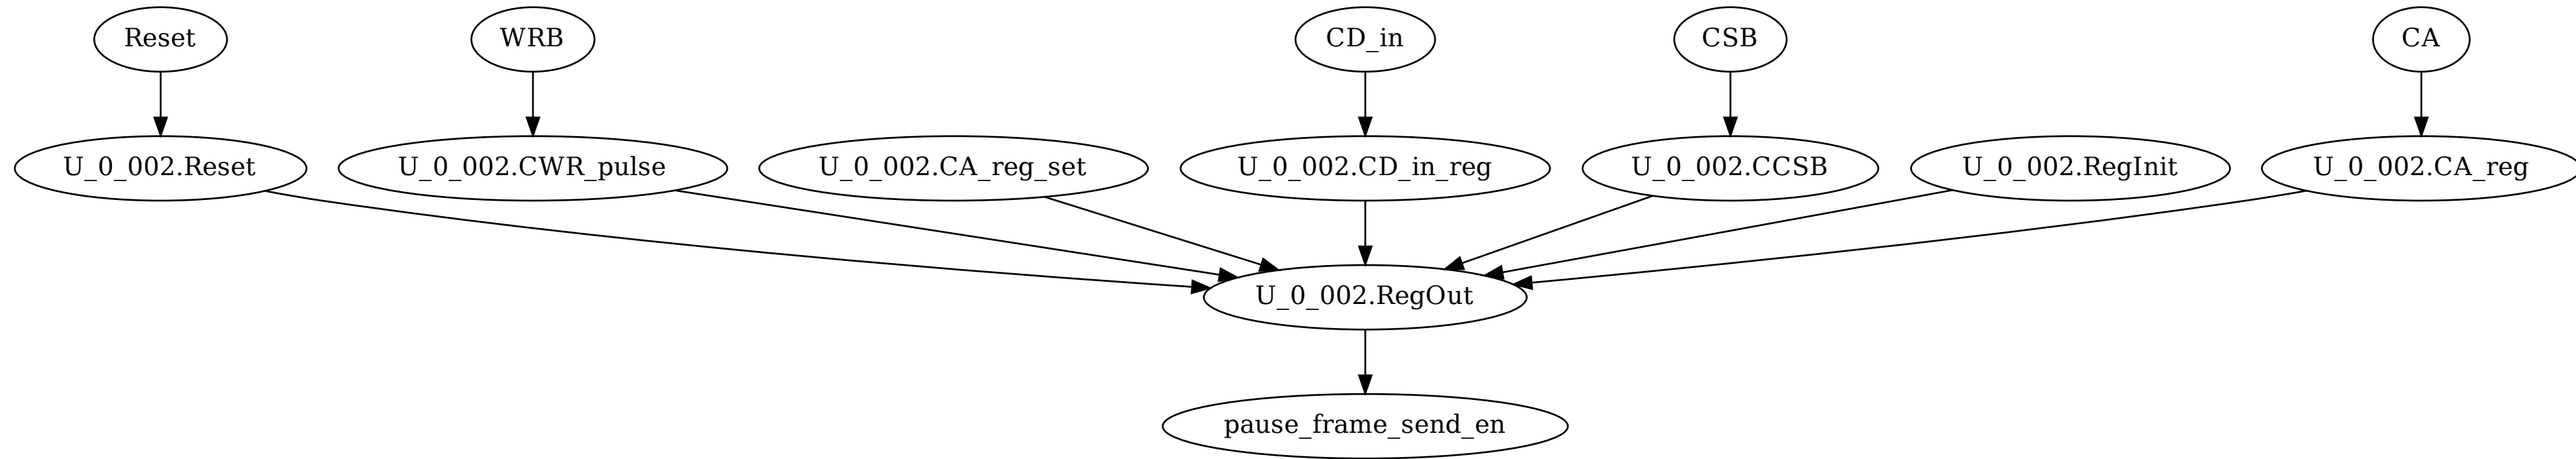 Reset
WRB
CD_in
CSB
CA
U_0_002.Reset
U_0_002.CWR_pulse
U_0_002.CA_reg_set
U_0_002.CD_in_reg
U_0_002.CCSB
U_0_002.RegInit
U_0_002.CA_reg
U_0_002.RegOut
pause_frame_send_en